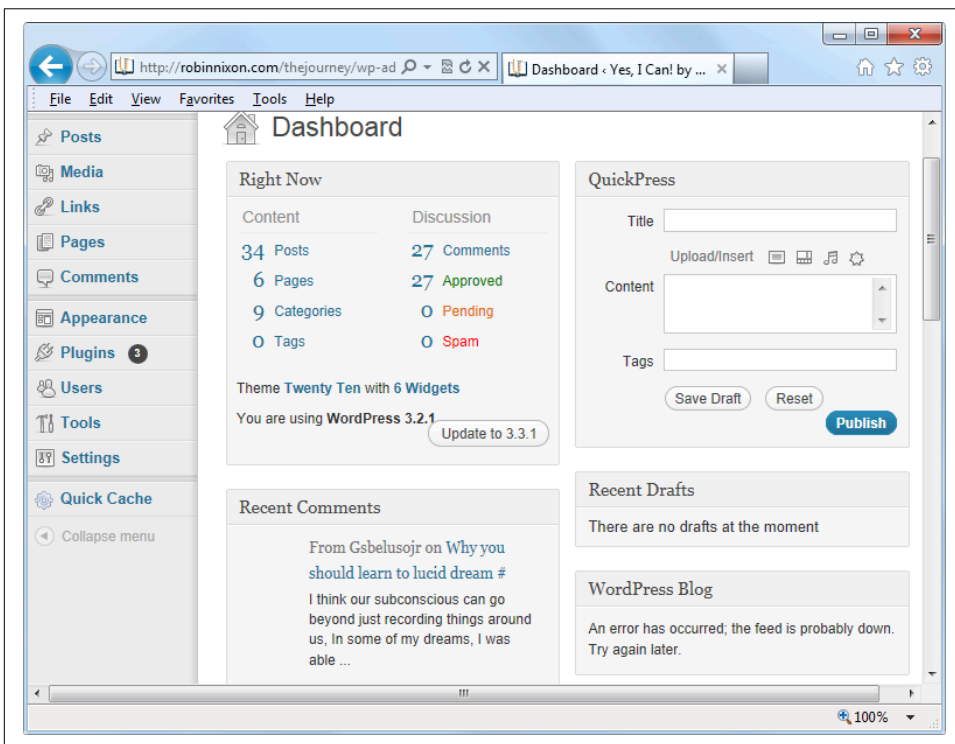 http://robinnixon.com/thejourney/wp-ad
Dashboard ‹ Yes, I Can! by ...
File Edit View Favorites Tools Help
Posts
Media
Links
Pages
Comments
Appearance
Plugins 3
Users
Tools
Settings
Quick Cache
Collapse menu
Dashboard
Right Now
Content Discussion
34 Posts 27 Comments
6 Pages 27 Approved
9 Categories 0 Pending
0 Tags 0 Spam
Theme Twenty Ten with 6 Widgets
You are using WordPress 3.2.1
Update to 3.3.1
Recent Comments
From Gsbelusojr on Why you
should learn to lucid dream #
I think our subconscious can go
beyond just recording things around
us, In some of my dreams, I was
able ...
QuickPress
Title
Upload/Insert
Content
Tags
Save Draft Reset
Publish
Recent Drafts
There are no drafts at the moment
WordPress Blog
An error has occurred; the feed is probably down.
Try again later.
100%